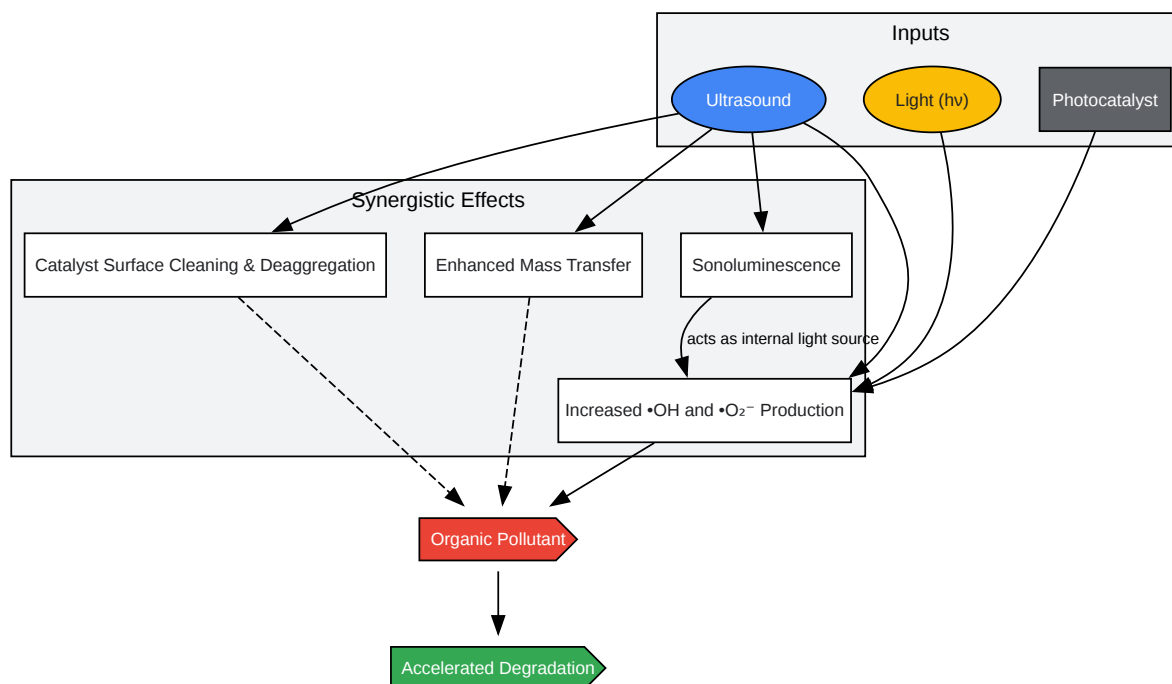 Inputs
Ultrasound
Light (hν)
Photocatalyst
Synergistic Effects
Catalyst Surface Cleaning & Deaggregation
Enhanced Mass Transfer
Sonoluminescence
acts as internal light source
Increased •OH and •O₂⁻ Production
Organic Pollutant
Accelerated Degradation